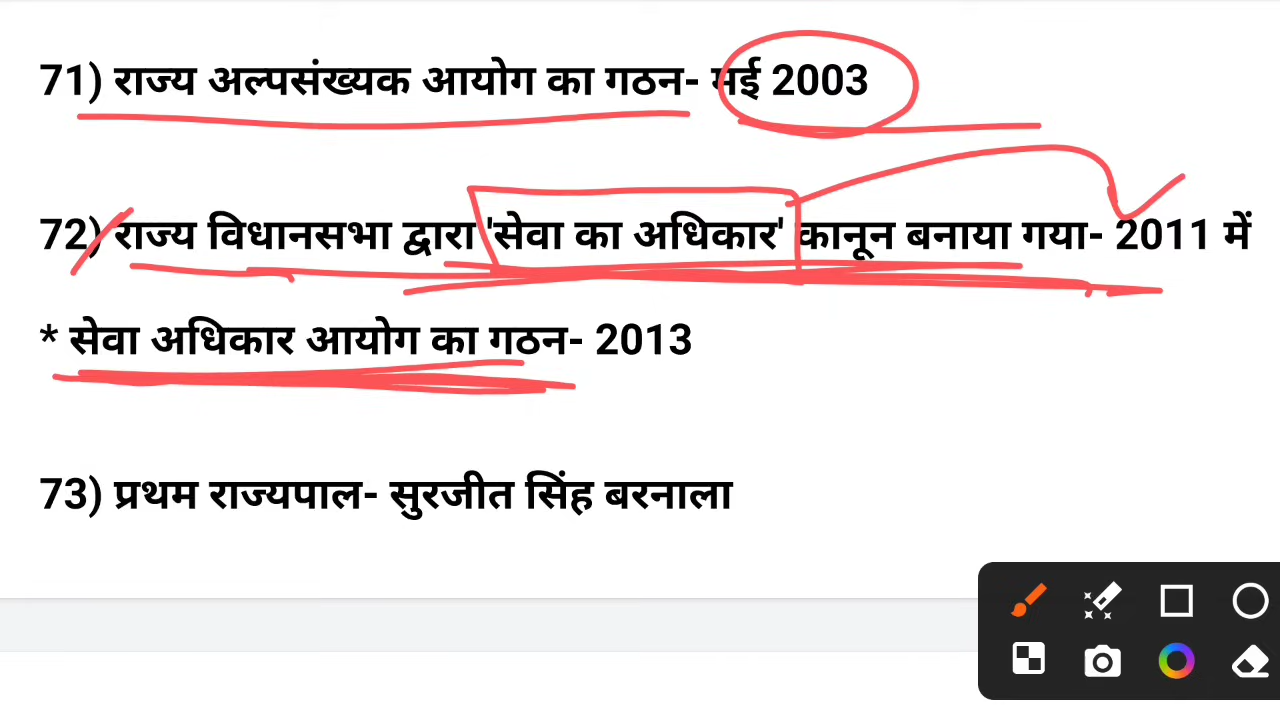 71) राज्य अल्पसंख्यक आयोग का गठन- मई 2003
72) राज्य विधानसभा द्वारा 'सेवा का अधिकार' कानून बनाया गया- 2011 में
* सेवा अधिकार आयोग का गठन- 2013
73) प्रथम राज्यपाल- सुरजीत सिंह बरनाला